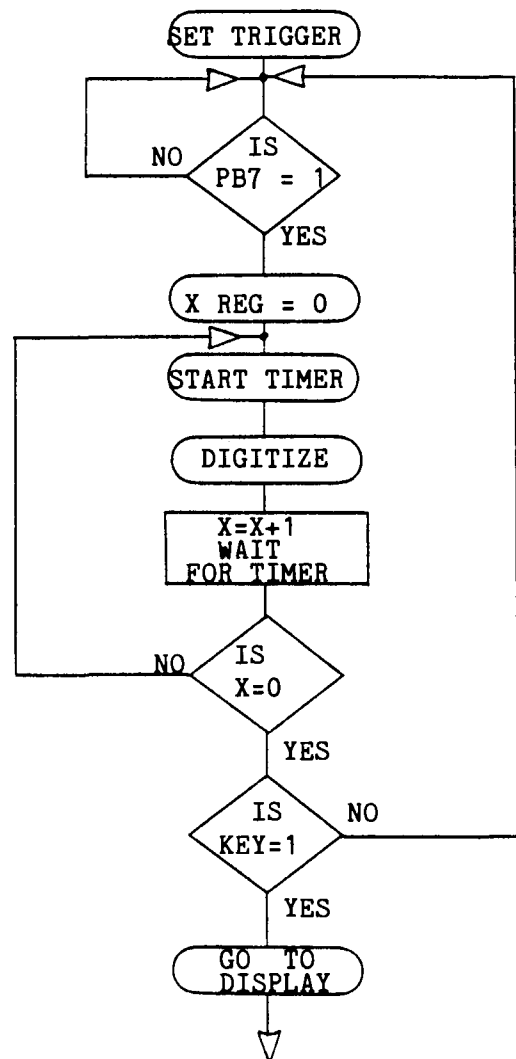 SET TRIGGER
IS
NO
PB7 = 1
YES
X REG = 0
START TIMER
DIGITIZE
X=X+1
WAIT
FOR TIMER
IS
NO
X=0
YES
IS
NO
KEY=1
YES
GO TO
DISPLAY